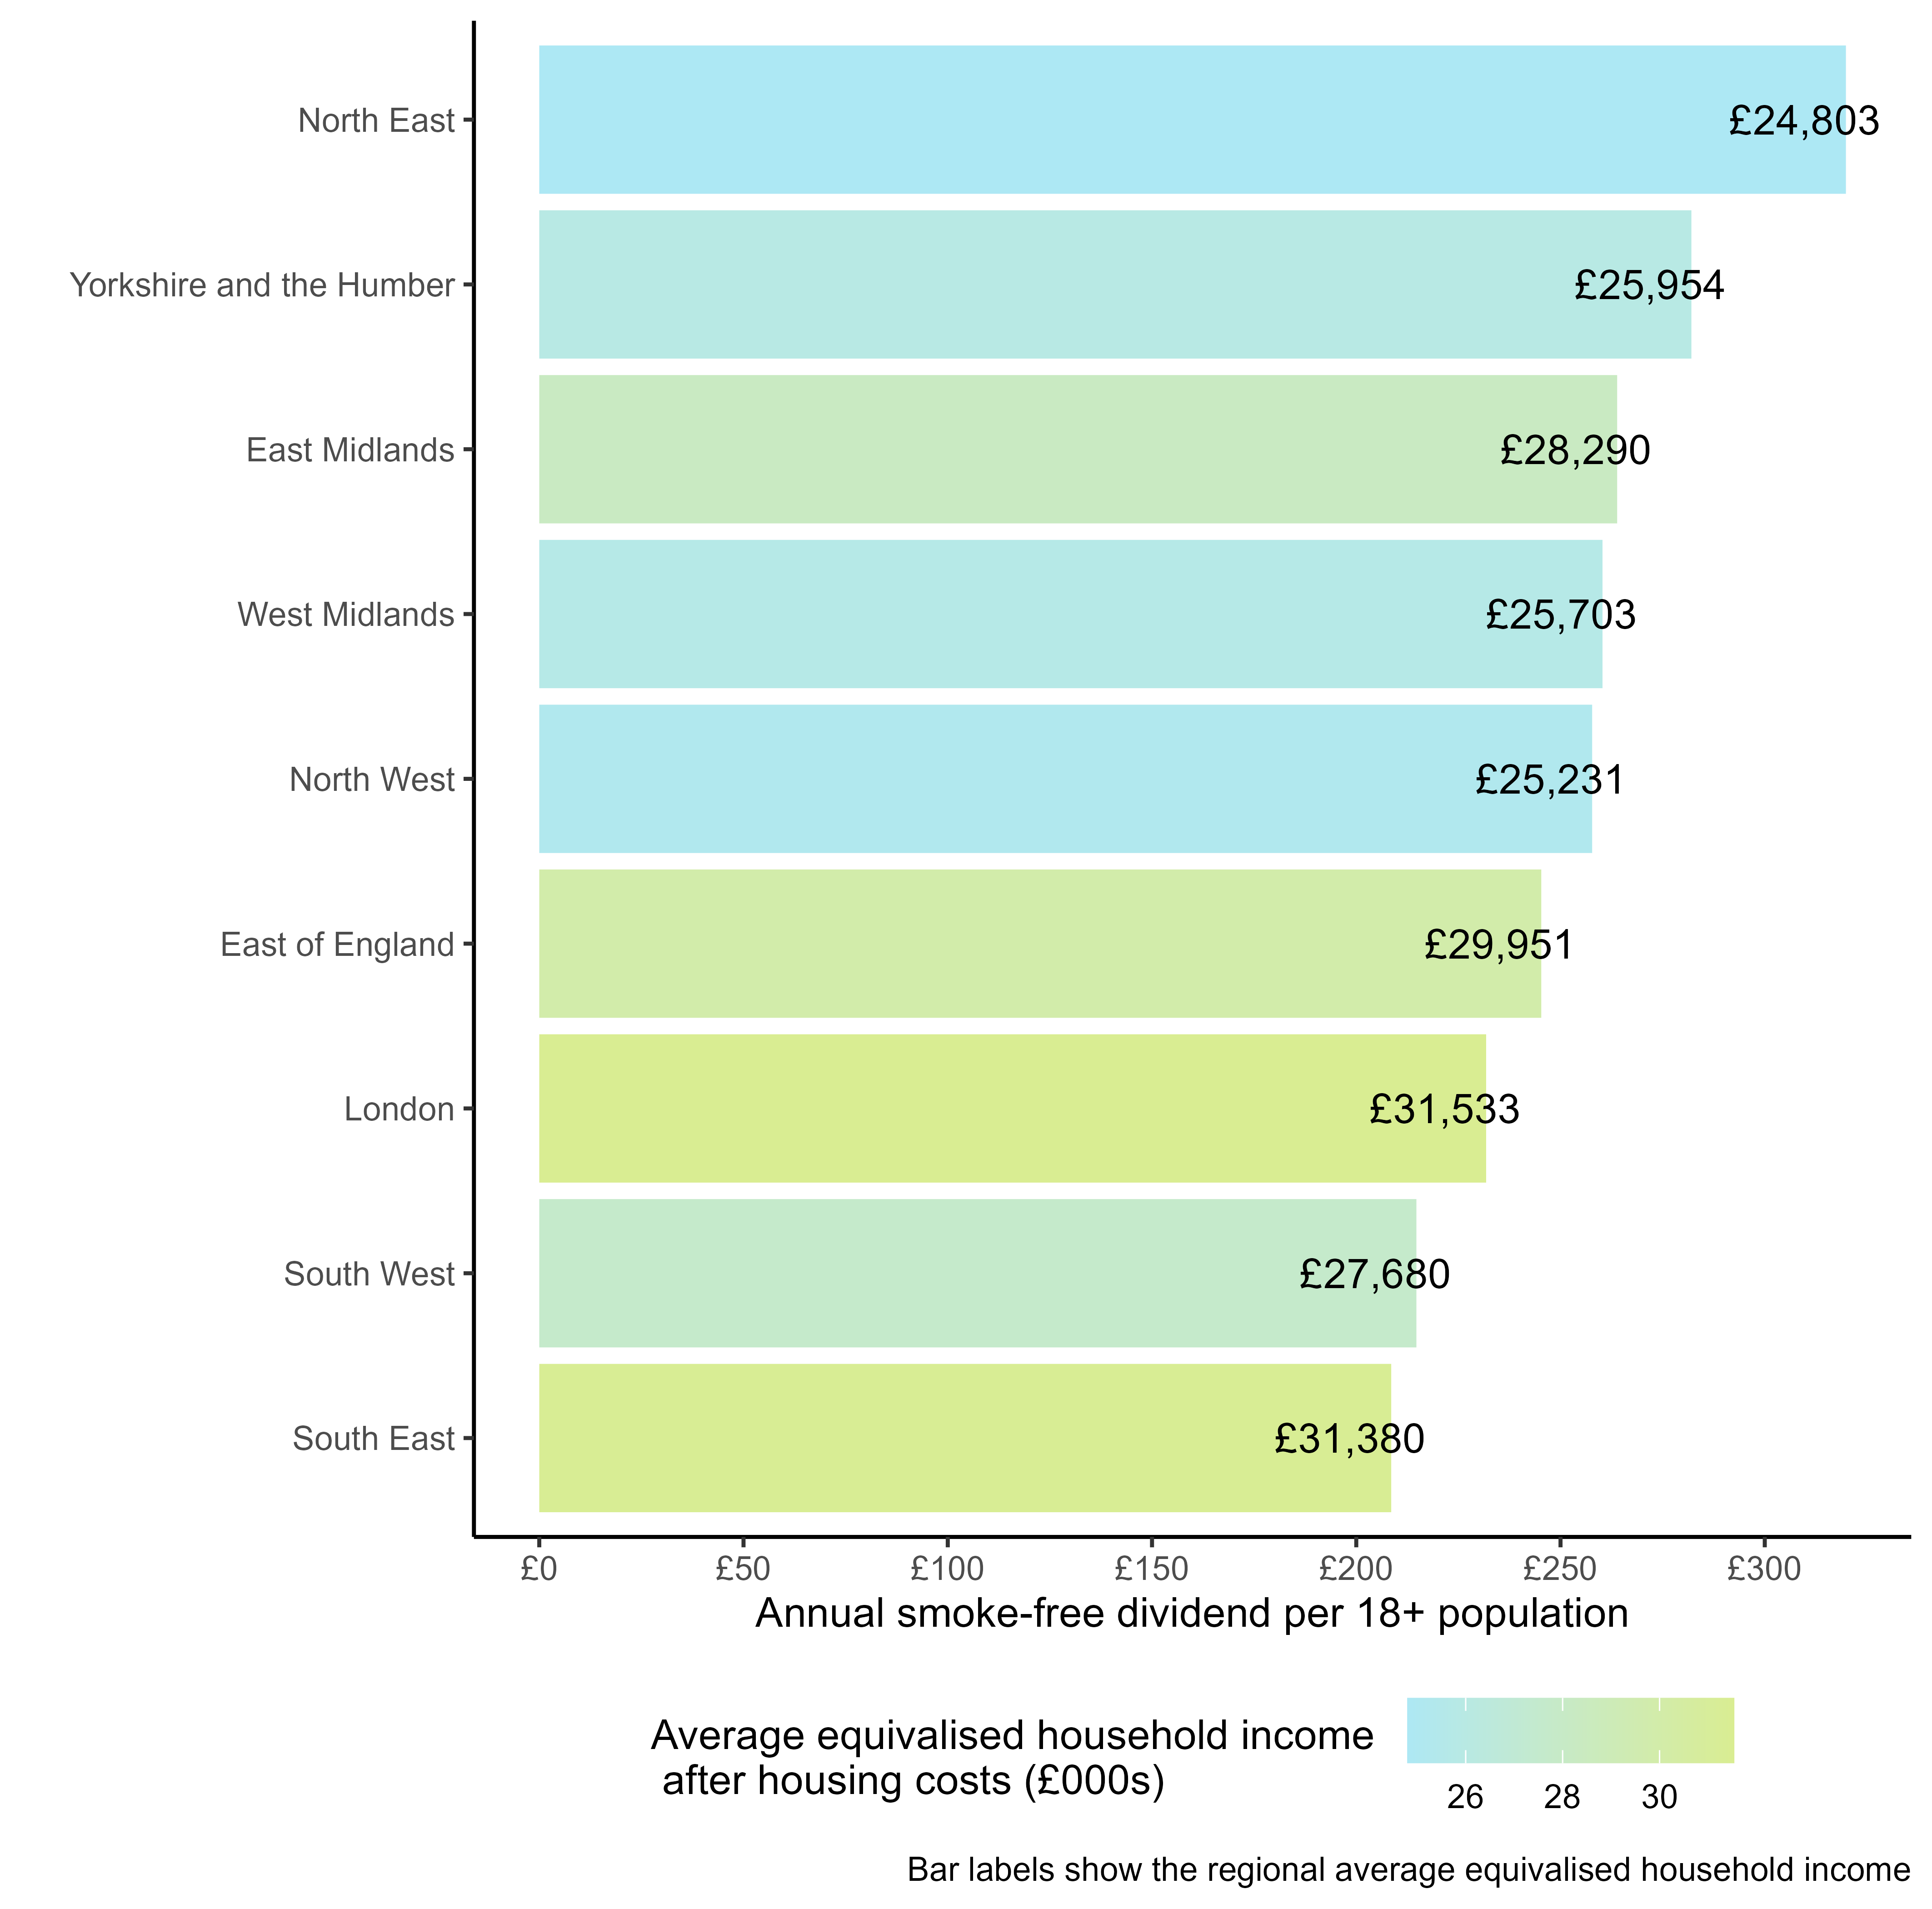 North East
£24,803
Yorkshire and the Humber
£25,954
East Midlands
£28,290
West Midlands
£25,703
North West
£25,231
East of England
£29,951
London
£31,533
South West
£27,680
South East
£31,380
£0 £50 £100 £150 £200 £250 £300
Annual smoke-free dividend per 18+ population
Average equivalised household income
after housing costs (£000s)
26 28 30
Bar labels show the regional average equivalised household income